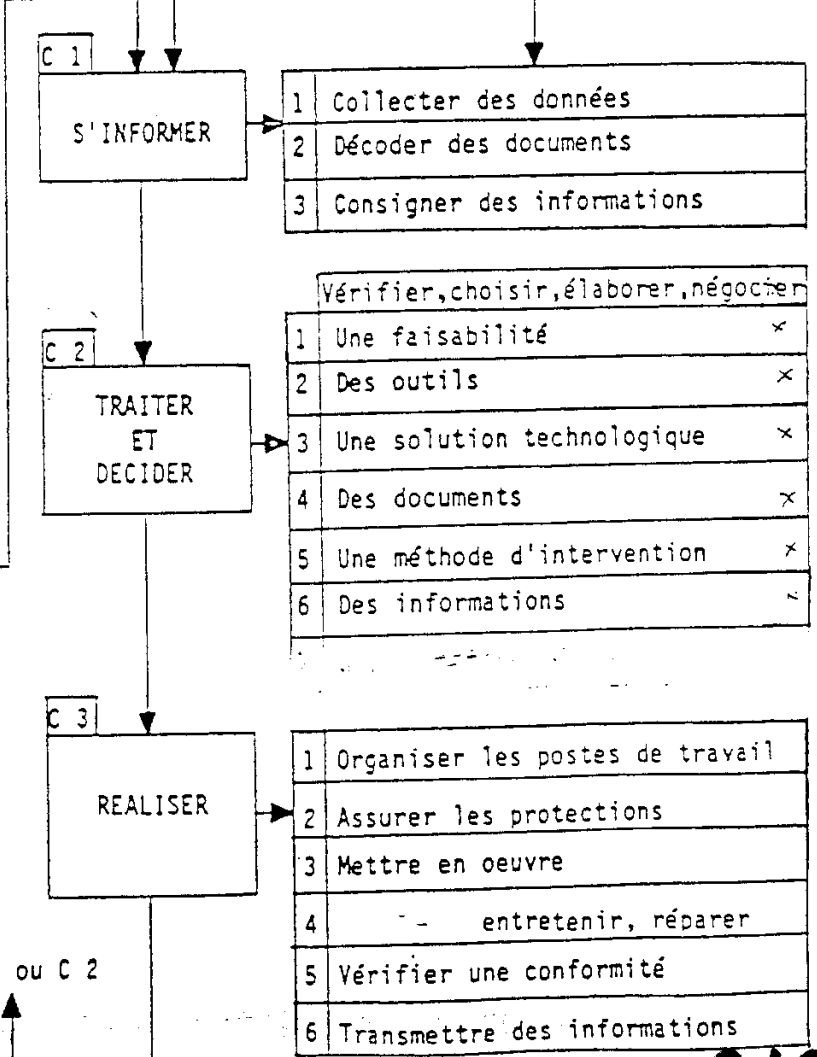 C 1
S'INFORMER
1 Collecter des données
2 Décoder des documents
3 Consigner des informations
Vérifier,choisir,élaborer,négocier
C 2
TRAITER
ET
DECIDER
1 Une faisabilité ×
2 Des outils ×
3 Une solution technologique ×
4 Des documents ×
5 Une méthode d'intervention ×
6 Des informations
C 3
REALISER
1 Organiser les postes de travail
2 Assurer les protections
3 Mettre en oeuvre
4 entretenir, réparer
5 Vérifier une conformité
6 Transmettre des informations
ou C 2